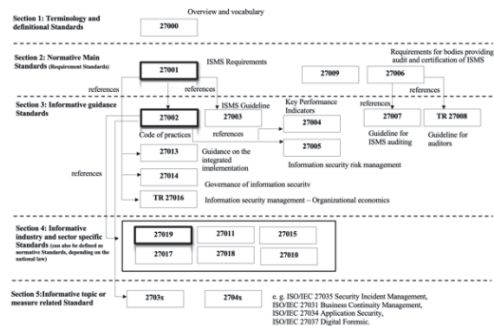 Overview and vocabulary
Section 1: Terminology and
definitional Standards
27000
Section 2: Normative Main
Standards (Requirement Standards)
27001
ISMS Requirements
27009
27006
Requirements for bodies providing
audit and certification of ISMS
references
references
references
references
Section 3: Informative guidance
Standards
27002
Code of practices
27003
ISMS Guideline
references
Key Performance
Indicators
27004
27005
Information security risk management
27007
Guideline for
ISMS auditing
TR 27008
Guideline for
auditors
27013
Guidance on the
integrated
implementation
references
27014
Governance of information security
TR 27016
Information security management – Organizational economics
Section 4: Informative
industry and sector specific
Standards (can also be defined as
normative Standards, depending on the
national law)
27019
27011
27015
27017
27018
27010
Section 5:Informative topic or
measure related Standard
2703x
2704x
e. g. ISO/IEC 27035 Security Incident Management,
ISO/IEC 27031 Business Continuity Management,
ISO/IEC 27034 Application Security,
ISO/IEC 27037 Digital Forensic.